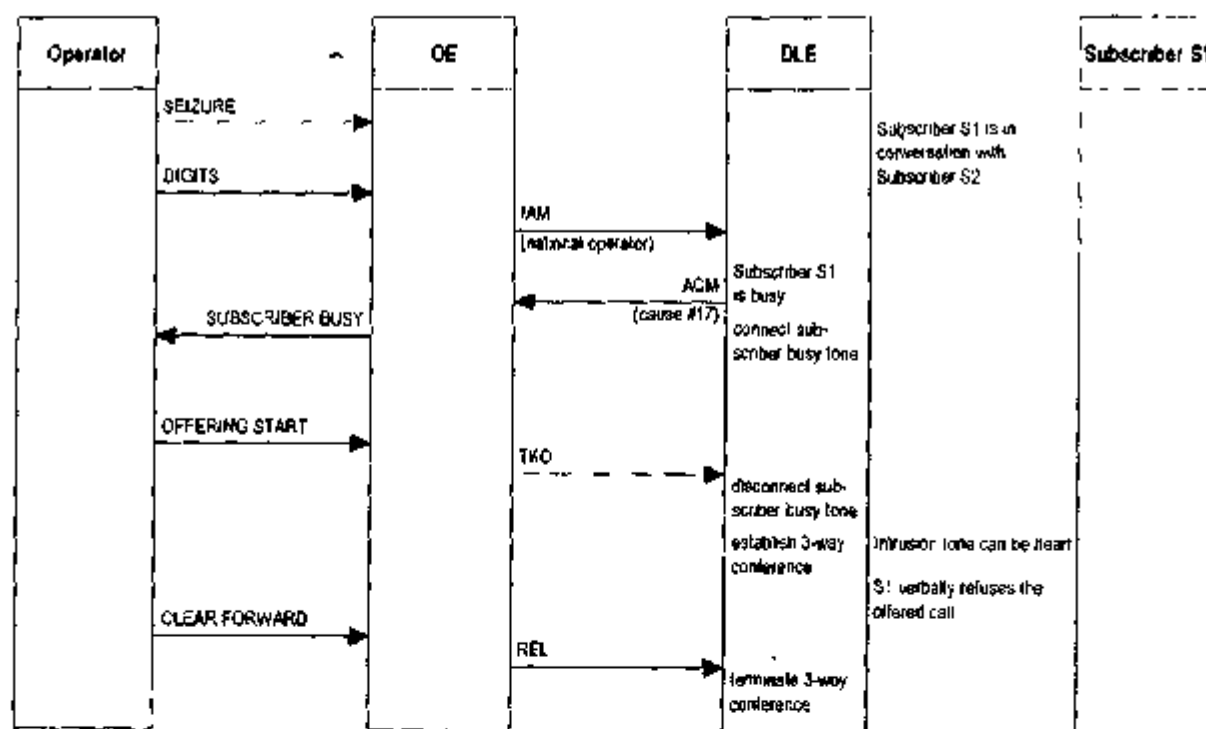 Operator
OE
DLE
Subscriber S1
SEIZURE
Subscriber S1 is in
conversation with
Subscriber S2
DIGITS
IAM
(national operator)
ACM
(cause #17)
Subscriber S1
is busy
SUBSCRIBER BUSY
connect sub-
scriber busy tone
OFFERING START
TKO
disconnect sub-
scriber busy tone
establish 3-way
conference
Intrusion tone can be heart
S1 verbally refuses the
offered call
CLEAR FORWARD
REL
terminate 3-way
conference